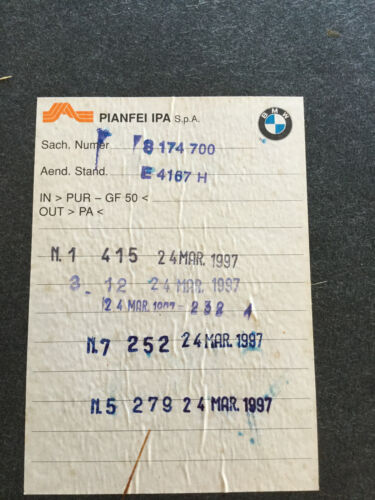 PIANFEI IPA S.p.A.
BMW
Sach. Numer 8 174 700
Aend. Stand. E 4167 H
IN > PUR – GF 50 <
OUT > PA <
N.1 415 24 MAR. 1997
3 - 12 24 MAR. 1997
24 MAR. 1997 - 238
N.7 252 24 MAR. 1997
N.5 279 24 MAR. 1997